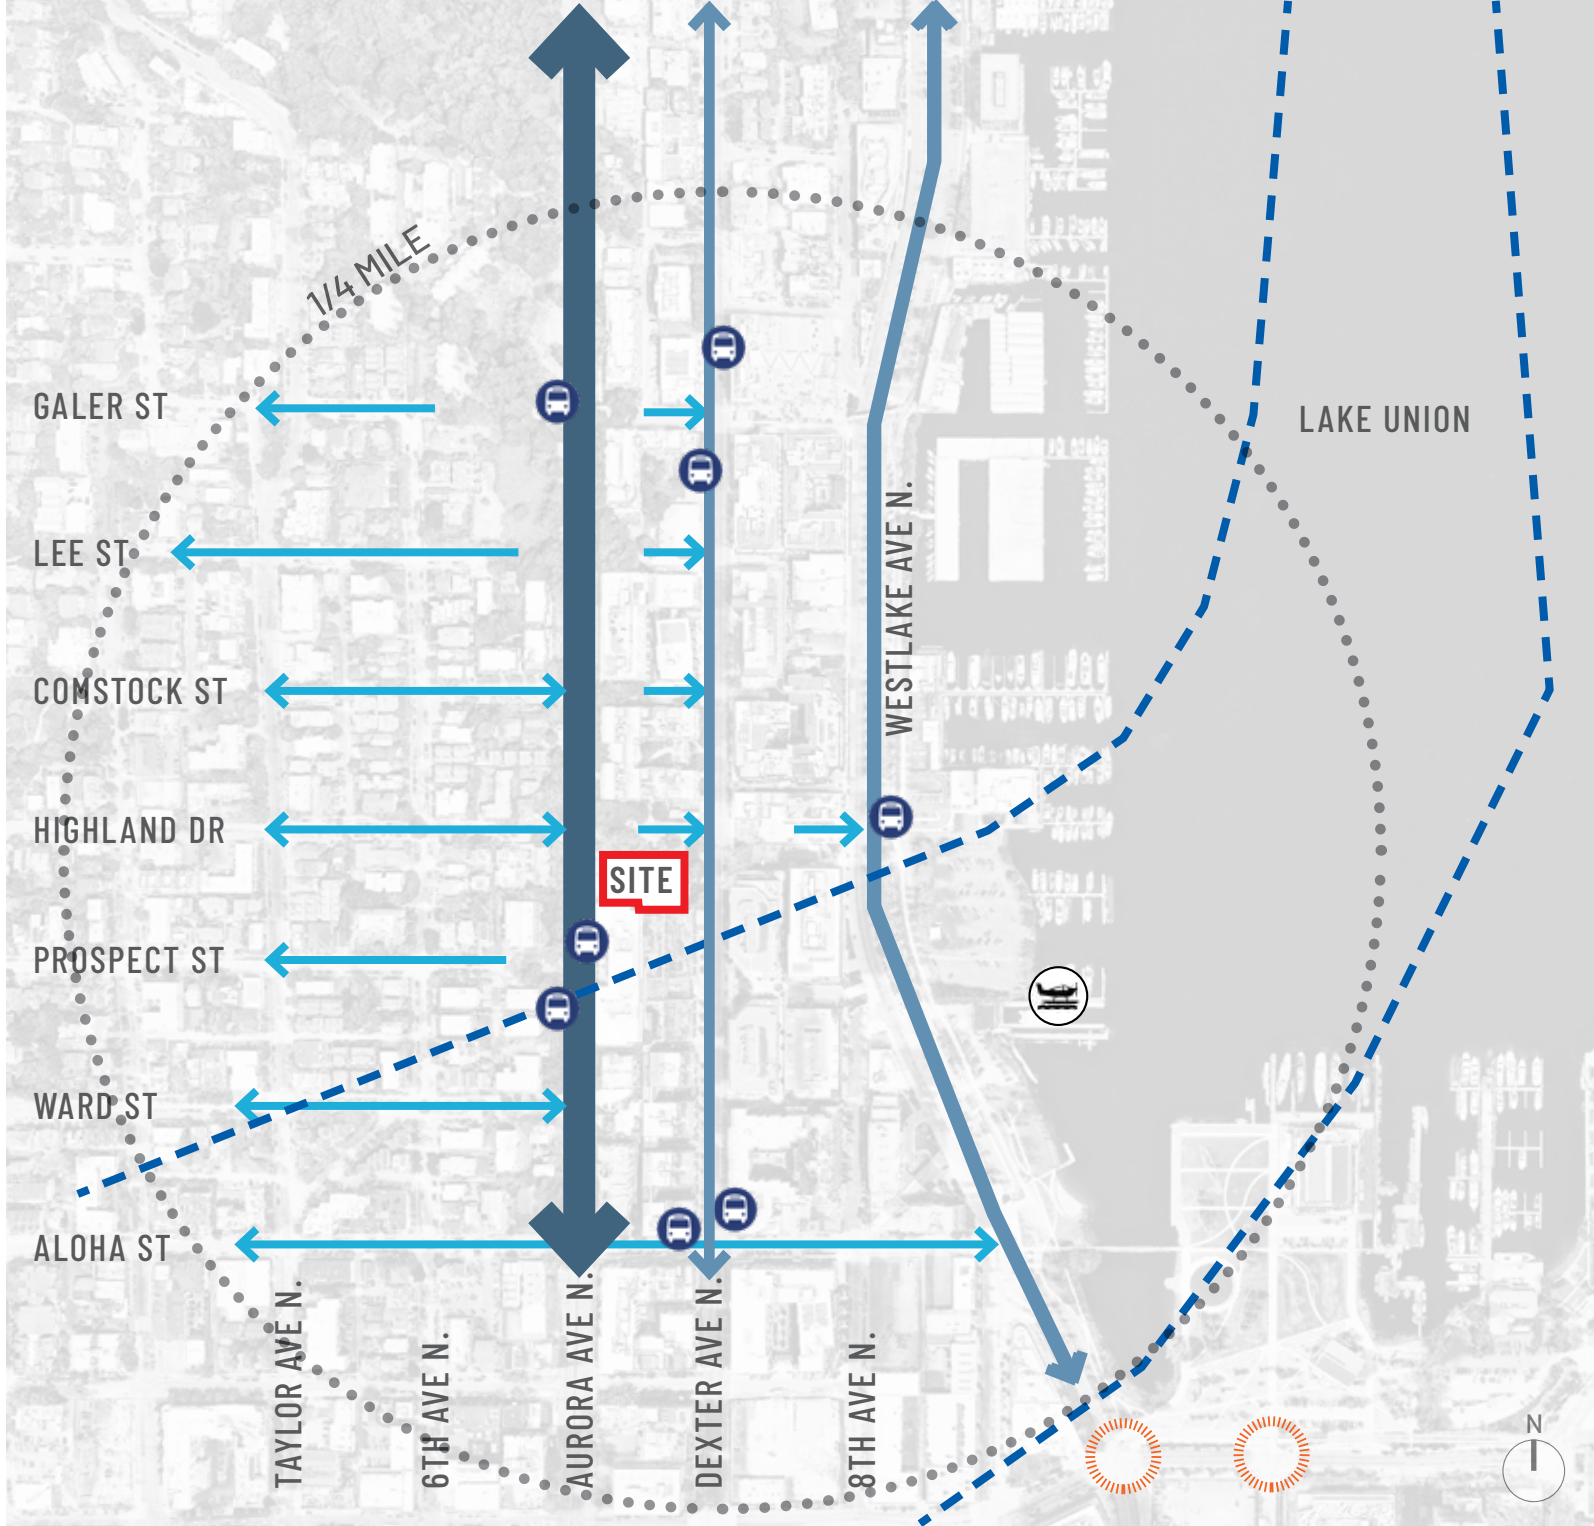 1/4 MILE
GALER ST
LAKE UNION
LEE ST
WESTLAKE AVE N.
COMSTOCK ST
HIGHLAND DR
SITE
PROSPECT ST
WARD ST
ALOHA ST
TAYLOR AVE N.
6TH AVE N.
AURORA AVE N.
DEXTER AVE N.
8TH AVE N.
N